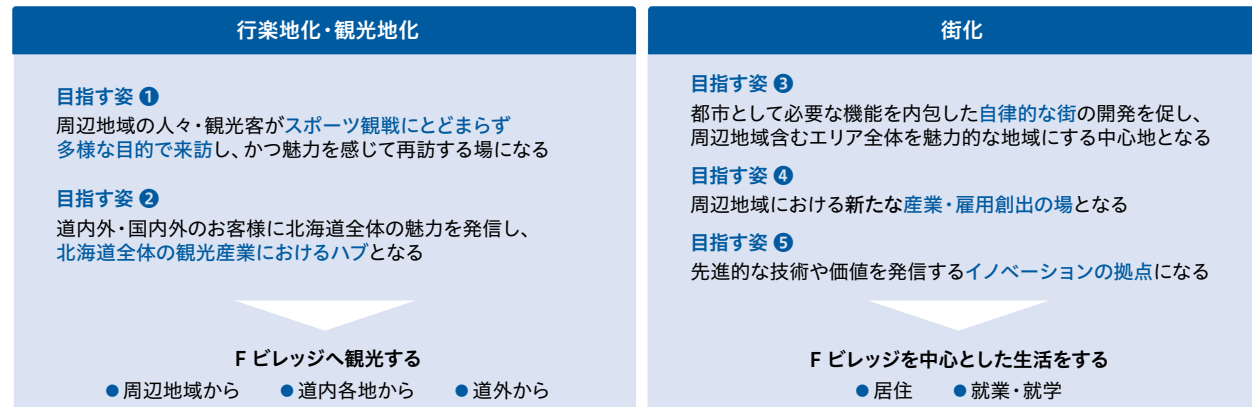 行楽地化・観光地化
目指す姿 ❶
周辺地域の人々・観光客がスポーツ観戦にとどまらず
多様な目的で来訪し、かつ魅力を感じて再訪する場になる
目指す姿 ❷
道内外・国内外のお客様に北海道全体の魅力を発信し、
北海道全体の観光産業におけるハブとなる
F ビレッジへ観光する
●周辺地域から ●道内各地から ●道外から
街化
目指す姿 ❸
都市として必要な機能を内包した自律的な街の開発を促し、
周辺地域含むエリア全体を魅力的な地域にする中心地となる
目指す姿 ❹
周辺地域における新たな産業・雇用創出の場となる
目指す姿 ❺
先進的な技術や価値を発信するイノベーションの拠点になる
F ビレッジを中心とした生活をする
●居住 ●就業・就学